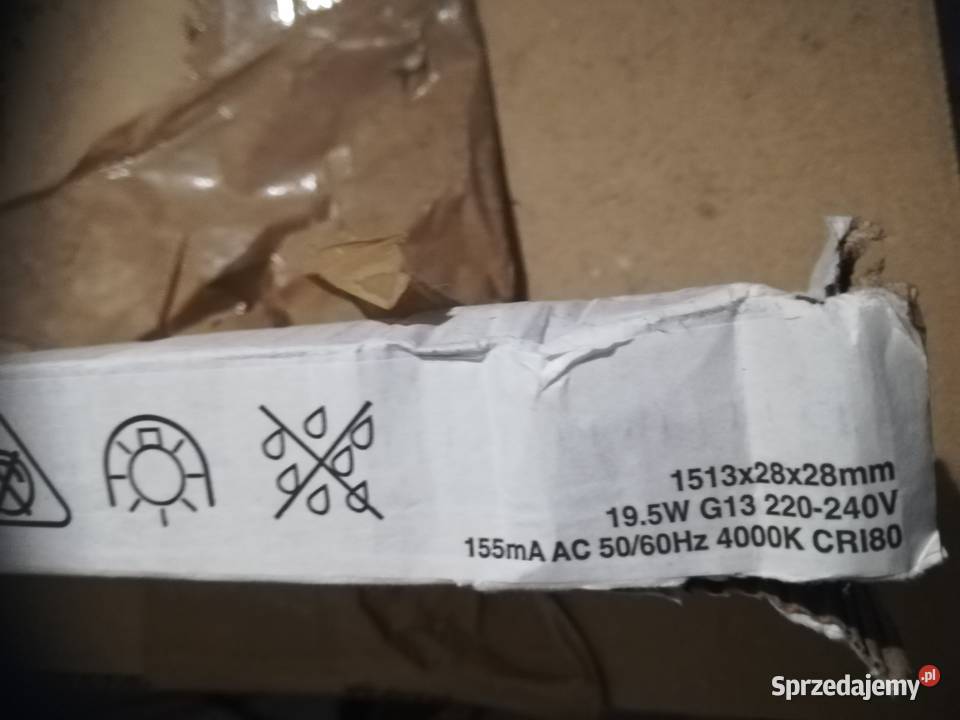 1513x28x28mm
19.5W G13 220-240V
155mA AC 50/60Hz 4000K CRI80
Sprzedajemy.pl